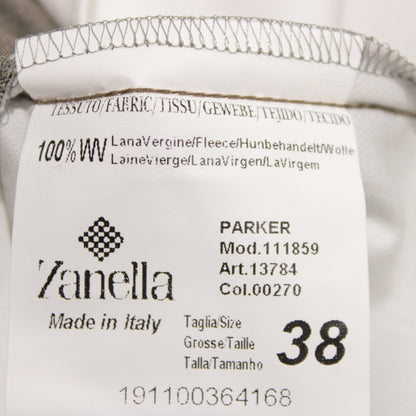 TESSUTO/FABRIC/TISSU/GEWEBE/TEJIDO/TECIDO
100% WV LanaVergine/Fleece/Hunbehandelt/Wolle
LaineVierge/LanaVirgen/LaVirgem
Zanella
Made in Italy
PARKER
Mod.111859
Art.13784
Col.00270
Taglia/Size
Grosse/Taille
Talla/Tamanho
38
191100364168